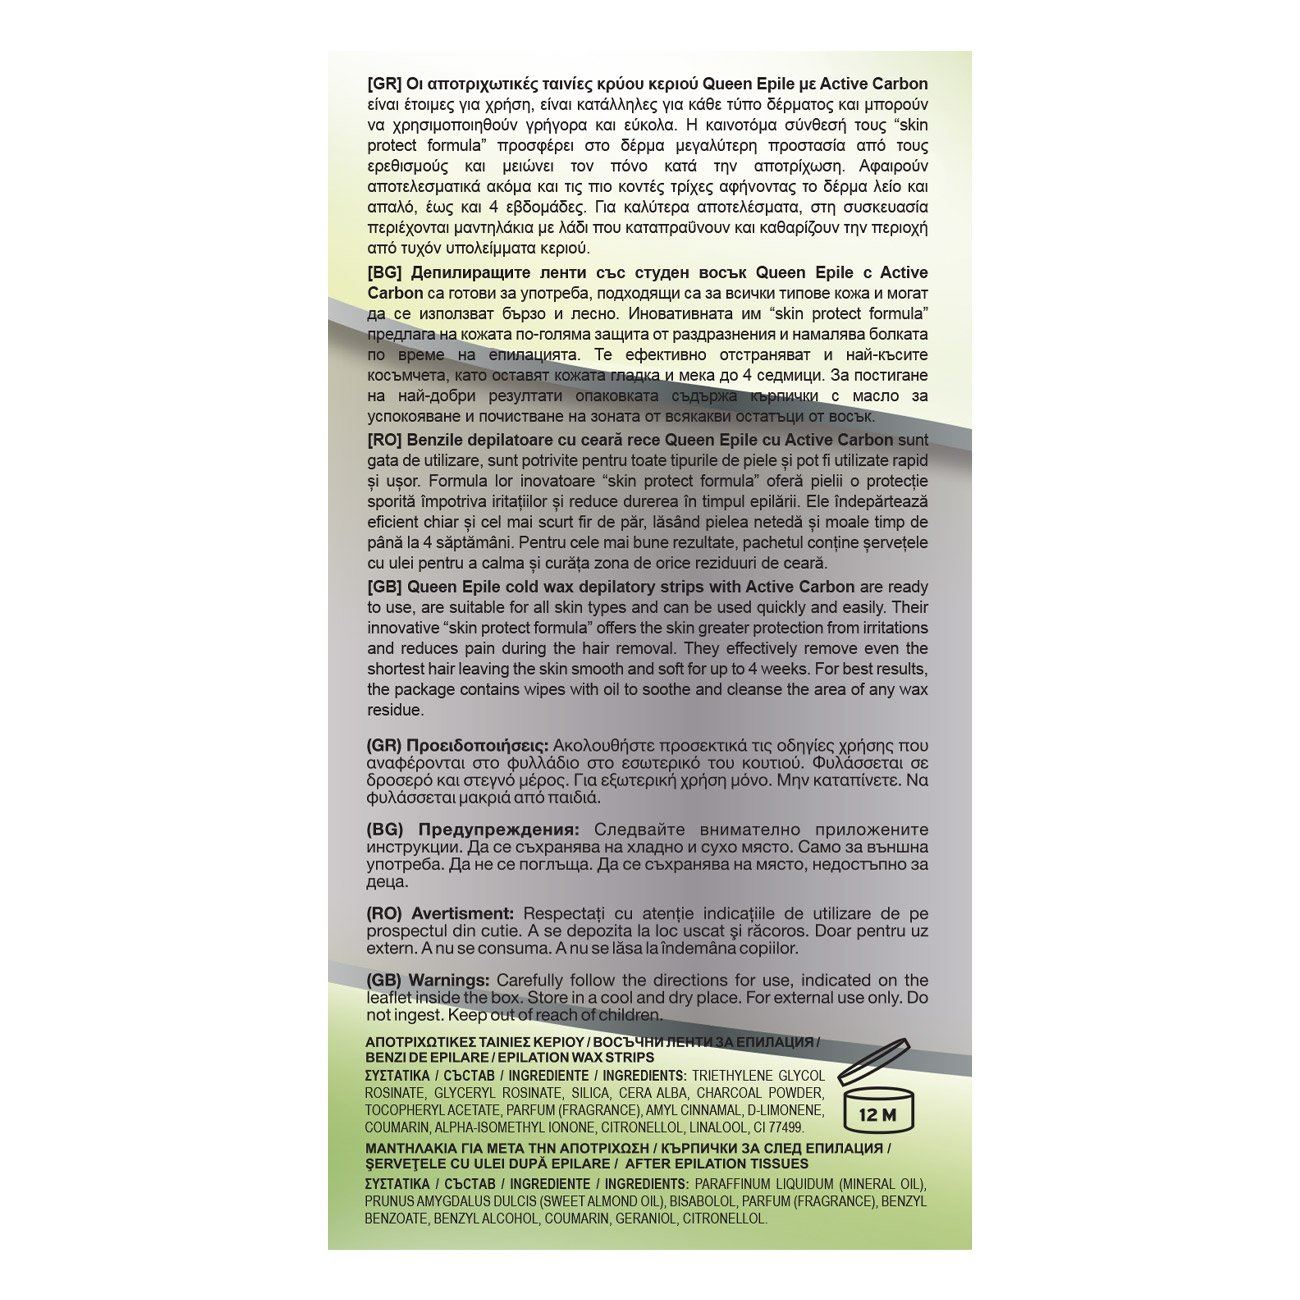 [GR] Οι αποτριχωτικές ταινίες κρύου κεριού Queen Epile με Active Carbon
είναι έτοιμες για χρήση, είναι κατάλληλες για κάθε τύπο δέρματος και μπορούν
να χρησιμοποιηθούν γρήγορα και εύκολα. Η καινοτόμα σύνθεσή τους “skin
protect formula” προσφέρει στο δέρμα μεγαλύτερη προστασία από τους
ερεθισμούς και μειώνει τον πόνο κατά την αποτρίχωση. Αφαιρούν
αποτελεσματικά ακόμα και τις πιο κοντές τρίχες αφήνοντας το δέρμα λείο και
απαλό, έως και 4 εβδομάδες. Για καλύτερα αποτελέσματα, στη συσκευασία
περιέχονται μαντηλάκια με λάδι που καταπραΰνουν και καθαρίζουν την περιοχή
από τυχόν υπολείμματα κεριού.
[BG] Депилиращите ленти със студен восък Queen Epile с Active
Carbon са готови за употреба, подходящи са за всички типове кожа и могат
да се използват бързо и лесно. Иновативната им “skin protect formula”
предлага на кожата по-голяма защита от раздразнения и намалява болката
по време на епилацията. Те ефективно отстраняват и най-късите
косъмчета, като оставят кожата гладка и мека до 4 седмици. За постигане
на най-добри резултати опаковката съдържа кърпички с масло за
успокояване и почистване на зоната от всякакви остатъци от восък.
[RO] Benzile depilatoare cu ceară rece Queen Epile cu Active Carbon sunt
gata de utilizare, sunt potrivite pentru toate tipurile de piele și pot fi utilizate rapid
și ușor. Formula lor inovatoare “skin protect formula” oferă pielii o protecție
sporită împotriva iritațiilor și reduce durerea în timpul epilării. Ele îndepărtează
eficient chiar și cel mai scurt fir de păr, lăsând pielea netedă și moale timp de
până la 4 săptămâni. Pentru cele mai bune rezultate, pachetul conține șervețele
cu ulei pentru a calma și curăța zona de orice reziduuri de ceară.
[GB] Queen Epile cold wax depilatory strips with Active Carbon are ready
to use, are suitable for all skin types and can be used quickly and easily. Their
innovative “skin protect formula” offers the skin greater protection from irritations
and reduces pain during the hair removal. They effectively remove even the
shortest hair leaving the skin smooth and soft for up to 4 weeks. For best results,
the package contains wipes with oil to soothe and cleanse the area of any wax
residue.
(GR) Προειδοποιήσεις: Ακολουθήστε προσεκτικά τις οδηγίες χρήσης που
αναφέρονται στο φυλλάδιο στο εσωτερικό του κουτιού. Φυλάσσεται σε
δροσερό και στεγνό μέρος. Για εξωτερική χρήση μόνο. Μην καταπίνετε. Να
φυλάσσεται μακριά από παιδιά.
(BG) Предупреждения: Следвайте внимателно приложените
инструкции. Да се съхранява на хладно и сухо място. Само за външна
употреба. Да не се поглъща. Да се съхранява на място, недостъпно за
деца.
(RO) Avertisment: Respectați cu atenție indicațiile de utilizare de pe
prospectul din cutie. A se depozita la loc uscat şi răcoros. Doar pentru uz
extern. A nu se consuma. A nu se lăsa la îndemâna copiilor.
(GB) Warnings: Carefully follow the directions for use, indicated on the
leaflet inside the box. Store in a cool and dry place. For external use only. Do
not ingest. Keep out of reach of children.
ΑΠΟΤΡΙΧΩΤΙΚΕΣ ΤΑΙΝΙΕΣ ΚΕΡΙΟΥ / ВОСЪЧНИ ЛЕНТИ ЗА ЕПИЛАЦИЯ /
BENZI DE EPILARE / EPILATION WAX STRIPS
ΣΥΣΤΑΤΙΚΑ / СЪСТАВ / INGREDIENTE / INGREDIENTS: TRIETHYLENE GLYCOL
ROSINATE, GLYCERYL ROSINATE, SILICA, CERA ALBA, CHARCOAL POWDER,
TOCOPHERYL ACETATE, PARFUM (FRAGRANCE), AMYL CINNAMAL, D-LIMONENE,
COUMARIN, ALPHA-ISOMETHYL IONONE, CITRONELLOL, LINALOOL, CI 77499.
12 M
ΜΑΝΤΗΛΑΚΙΑ ΓΙΑ ΜΕΤΑ ΤΗΝ ΑΠΟΤΡΙΧΩΣΗ / КЪРПИЧКИ ЗА СЛЕД ЕПИЛАЦИЯ /
ŞERVEŢELE CU ULEI DUPĂ EPILARE / AFTER EPILATION TISSUES
ΣΥΣΤΑΤΙΚΑ / СЪСТАВ / INGREDIENTE / INGREDIENTS: PARAFFINUM LIQUIDUM (MINERAL OIL),
PRUNUS AMYGDALUS DULCIS (SWEET ALMOND OIL), BISABOLOL, PARFUM (FRAGRANCE), BENZYL
BENZOATE, BENZYL ALCOHOL, COUMARIN, GERANIOL, CITRONELLOL.